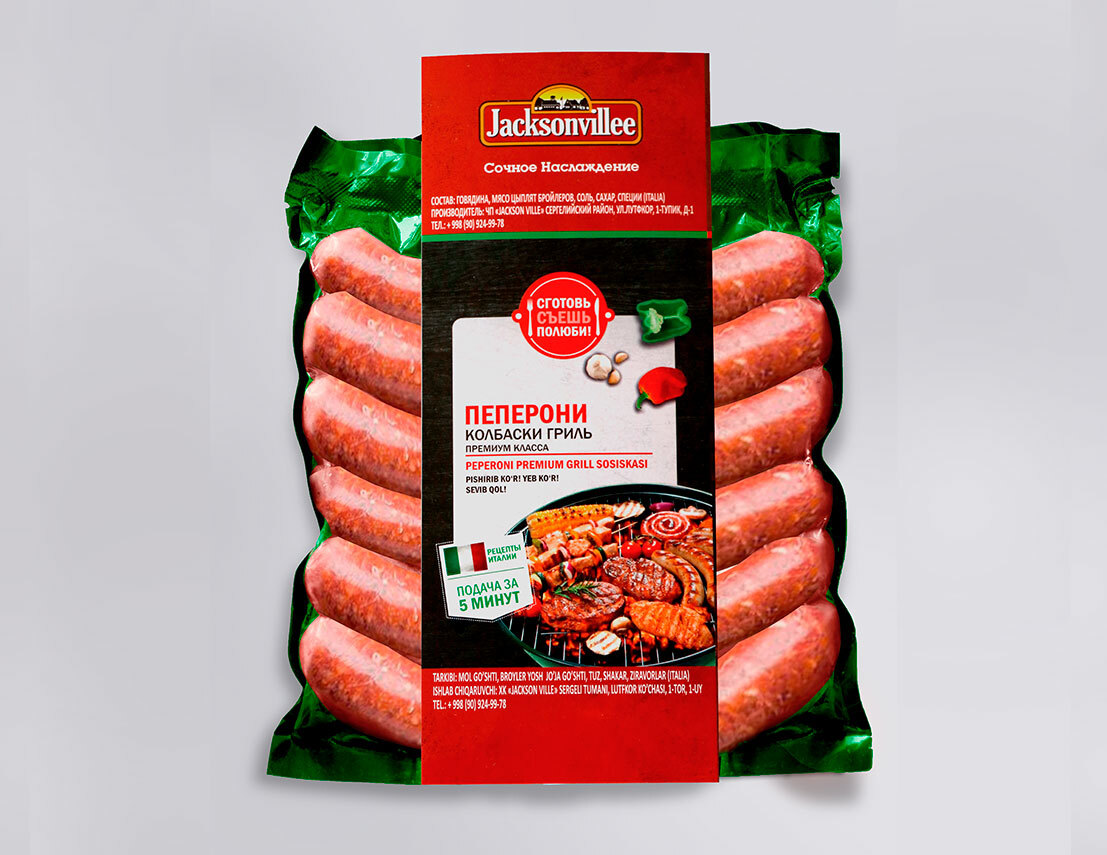 Jacksonvillee
Сочное Наслаждение
СОСТАВ: ГОВЯДИНА, МЯСО ЦЫПЛЯТ БРОЙЛЕРОВ, СОЛЬ, САХАР, СПЕЦИИ (ITALIA)
ПРОИЗВОДИТЕЛЬ: ЧП «JACKSON VILLE» СЕРГЕЛИЙСКИЙ РАЙОН, УЛ.ЛУТФКОР, 1-ТУПИК, Д-1
ТЕЛ.: + 998 (90) 924-99-78
СГОТОВЬ
СЪЕШЬ
ПОЛЮБИ!
ПЕПЕРОНИ
КОЛБАСКИ ГРИЛЬ
ПРЕМИУМ КЛАССА
PEPERONI PREMIUM GRILL SOSISKASI
PISHIRIB KO'R! YEB KO'R!
SEVIB QOL!
РЕЦЕПТЫ
ИТАЛИИ
ПОДАЧА ЗА
5 МИНУТ
TARKIBI: MOL GO'SHTI, BROYLER YOSH JO'JA GO'SHTI, TUZ, SHAKAR, ZIRAVORLAR (ITALIA)
ISHLAB CHIQARUVCHI: XK «JACKSON VILLE» SERGELI TUMANI, LUTFKOR KO'CHASI, 1-TOR, 1-UY
TEL.: + 998 (90) 924-99-78